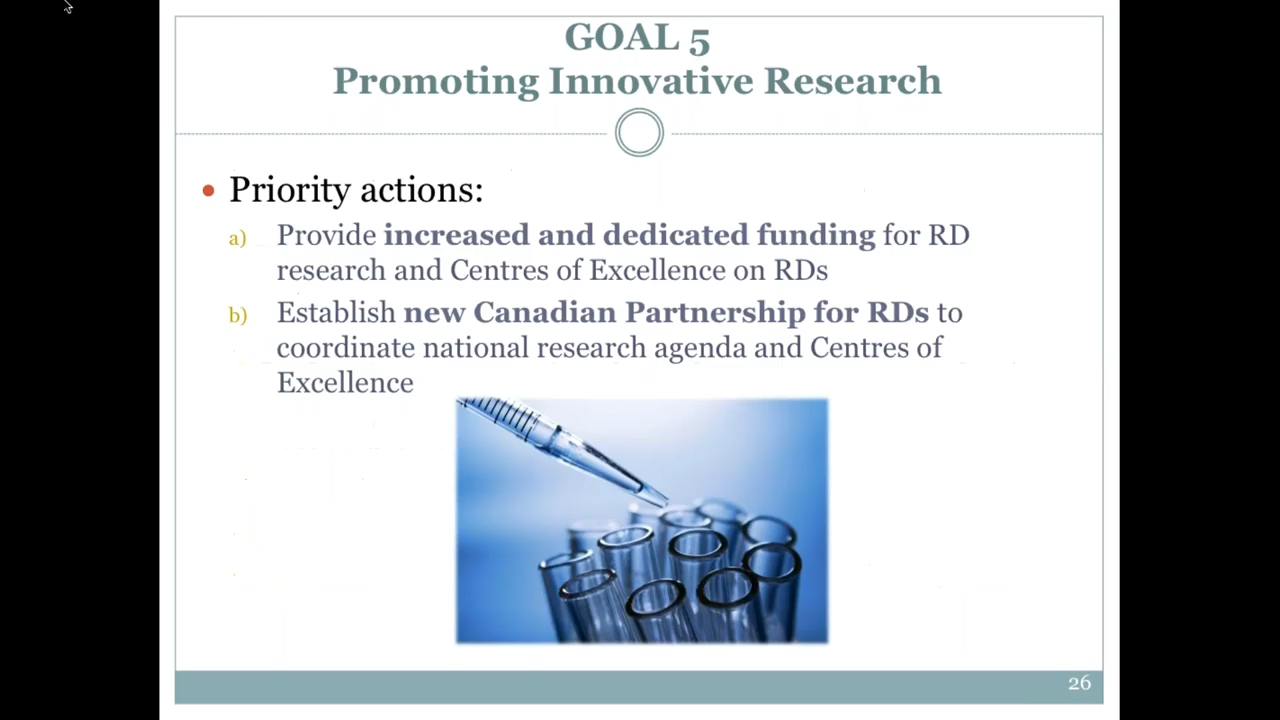 GOAL 5
Promoting Innovative Research
• Priority actions:
a) Provide increased and dedicated funding for RD
research and Centres of Excellence on RDs
b) Establish new Canadian Partnership for RDs to
coordinate national research agenda and Centres of
Excellence
26